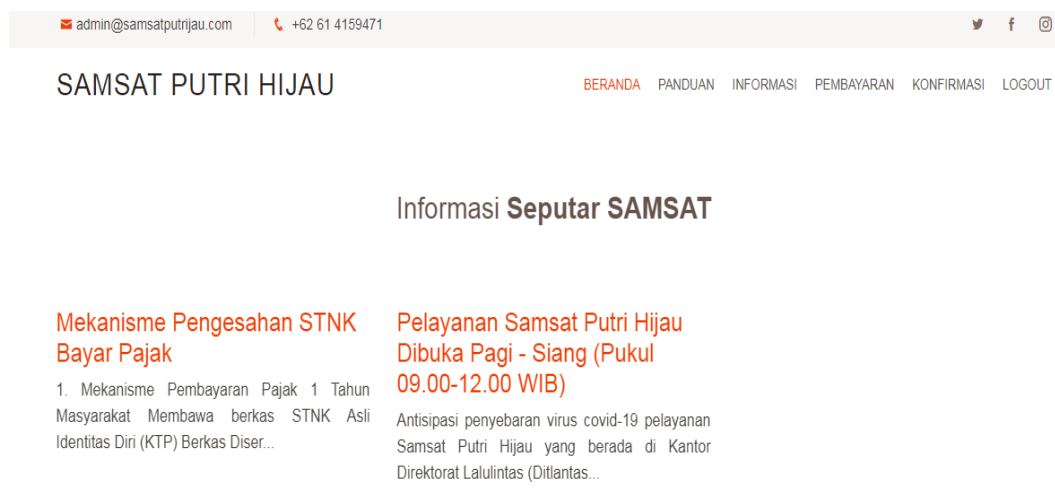 admin@samsatputrijau.com
+62 61 4159471
SAMSAT PUTRI HIJAU
BERANDA PANDUAN INFORMASI PEMBAYARAN KONFIRMASI LOGOUT
Informasi Seputar SAMSAT
Mekanisme Pengesahan STNK
Bayar Pajak
1. Mekanisme Pembayaran Pajak 1 Tahun
Masyarakat Membawa berkas STNK Asli
Identitas Diri (KTP) Berkas Diser...
Pelayanan Samsat Putri Hijau
Dibuka Pagi - Siang (Pukul
09.00-12.00 WIB)
Antisipasi penyebaran virus covid-19 pelayanan
Samsat Putri Hijau yang berada di Kantor
Direktorat Lalulintas (Ditlantas...